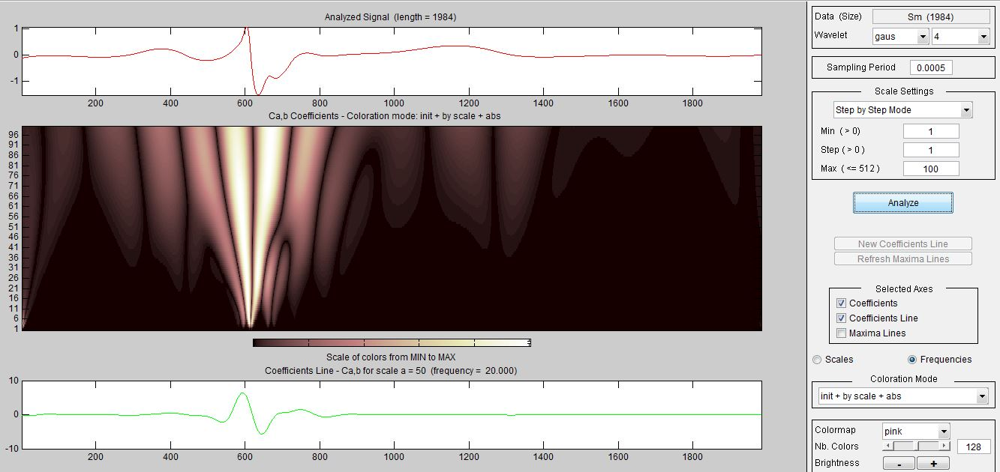 Analyzed Signal (length = 1984)
1
0
-1
200 400 600 800 1000 1200 1400 1600 1800
Ca,b Coefficients - Coloration mode: init + by scale + abs
96
91
86
81
76
71
66
61
56
51
46
41
36
31
26
21
16
11
6
1
Scale of colors from MIN to MAX
Coefficients Line - Ca,b for scale a = 50 (frequency = 20.000)
10
0
-10
200 400 600 800 1000 1200 1400 1600 1800
Data (Size) Sm (1984)
Wavelet gaus 4
Sampling Period 0.0005
Scale Settings
Step by Step Mode
Min ( > 0) 1
Step ( > 0 ) 1
Max ( <= 512 ) 100
Analyze
New Coefficients Line
Refresh Maxima Lines
Selected Axes
Coefficients
Coefficients Line
Maxima Lines
Scales Frequencies
Coloration Mode
init + by scale + abs
Colormap pink
Nb. Colors 128
Brightness - +